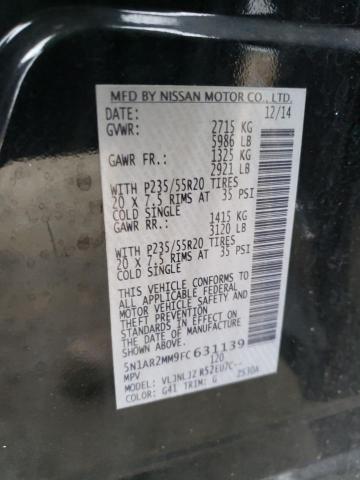 MFD BY NISSAN MOTOR CO., LTD.
DATE: 12/14
GVWR: 2715 KG
5986 LB
GAWR FR.: 1325 KG
2921 LB
WITH P235/55R20 TIRES
20 X 7.5 RIMS AT 35 PSI
COLD SINGLE
GAWR RR.: 1415 KG
3120 LB
WITH P235/55R20 TIRES
20 X 7.5 RIMS AT 35 PSI
COLD SINGLE
THIS VEHICLE CONFORMS TO
ALL APPLICABLE FEDERAL
MOTOR VEHICLE SAFETY AND
THEFT PREVENTION
STANDARDS IN EFFECT ON
THE DATE OF MANUFACTURE
SHOWN ABOVE.
5N1AR2MM9FC631139
MPV 120
MODEL: VLJNLJZ R52EU7C--
COLOR: G41 TRIM: G ZS30A